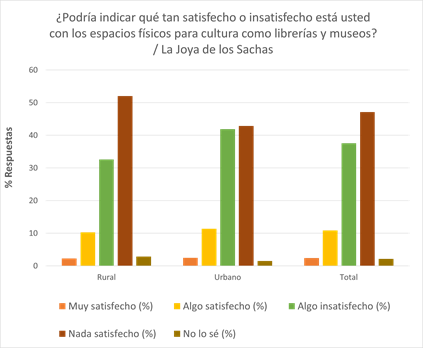 ¿Podría indicar qué tan satisfecho o insatisfecho está usted
con los espacios físicos para cultura como librerías y museos?
/ La Joya de los Sachas
60
50
40
30
20
10
0
% Respuestas
Rural Urbano Total
Muy satisfecho (%) Algo satisfecho (%) Algo insatisfecho (%)
Nada satisfecho (%) No lo sé (%)